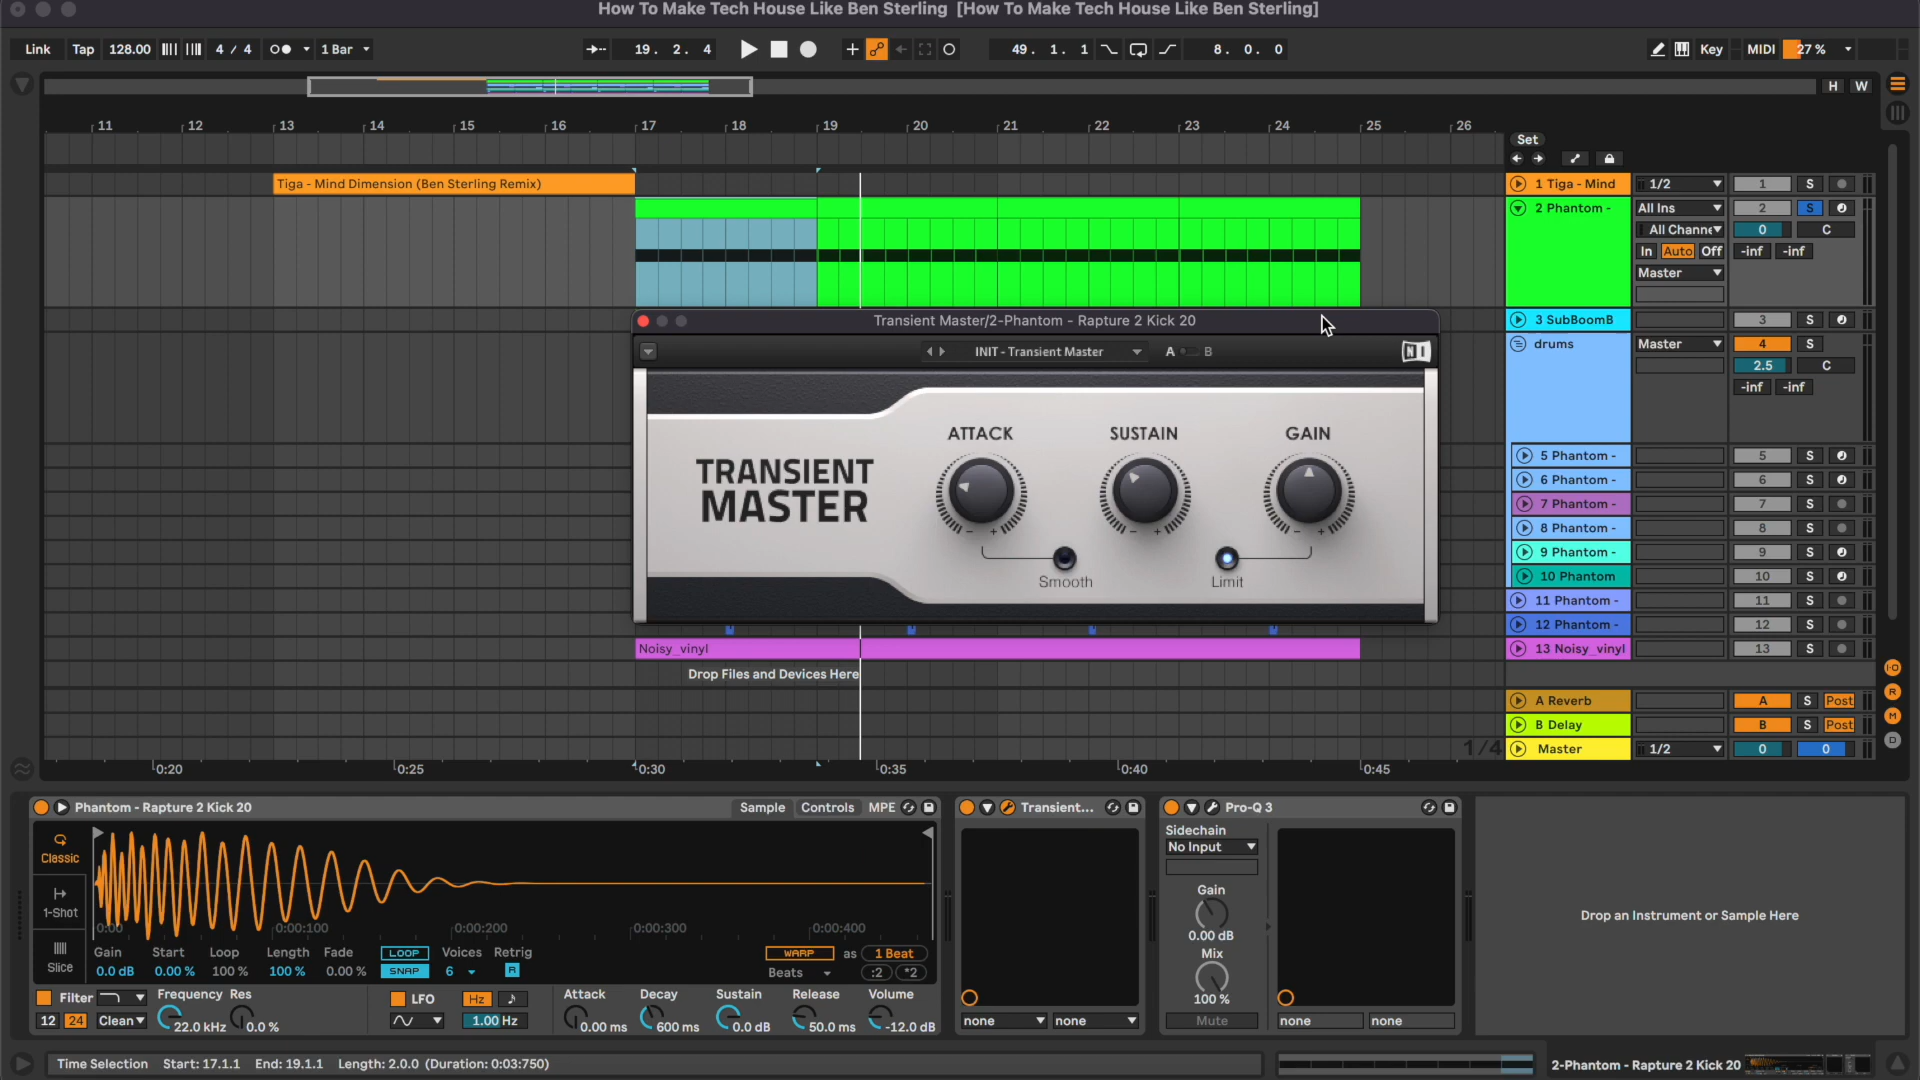 How To Make Tech House Like Ben Sterling  [How To Make Tech House Like Ben Sterling]
Link Tap 128.00 4 / 4 1 Bar 19. 2. 4 49. 1. 1 8. 0. 0 Key MIDI 27 %
H W
11 12 13 14 15 16 17 18 19 20 21 22 23 24 25 26
Set
Tiga - Mind Dimension (Ben Sterling Remix)
1 Tiga - Mind 1/2 1 S
2 Phantom - All Ins 2 S
All Channe 0 C
In Auto Off -inf -inf
Master
Transient Master/2-Phantom - Rapture 2 Kick 20
3 SubBoomB 3 S
drums Master 4 S
INIT - Transient Master A B NI
2.5 C
-inf -inf
ATTACK SUSTAIN GAIN
TRANSIENT
MASTER
Smooth Limit
5 Phantom - 5 S
6 Phantom - 6 S
7 Phantom - 7 S
8 Phantom - 8 S
9 Phantom - 9 S
10 Phantom 10 S
11 Phantom - 11 S
12 Phantom - 12 S
Noisy_vinyl
13 Noisy_vinyl 13 S
Drop Files and Devices Here
A Reverb A S Post
B Delay B S Post
1/4
Master 1/2 0 0
I·O
R
M
D
0:20 0:25 0:30 0:35 0:40 0:45
Phantom - Rapture 2 Kick 20 Sample Controls MPE
Classic
1-Shot
Slice
0:00 0:00:100 0:00:200 0:00:300 0:00:400
Gain Start Loop Length Fade LOOP Voices Retrig WARP as 1 Beat
0.0 dB 0.00 % 100 % 100 % 0.00 % SNAP 6 R Beats :2 *2
Filter Frequency Res LFO Hz Attack Decay Sustain Release Volume
12 24 Clean 22.0 kHz 0.0 % 1.00 Hz 0.00 ms 600 ms 0.0 dB 50.0 ms -12.0 dB
Transient...
none none
Pro-Q 3
Sidechain
No Input
Gain
0.00 dB
Mix
100 %
Mute none none
Drop an Instrument or Sample Here
Time Selection Start: 17.1.1 End: 19.1.1 Length: 2.0.0 (Duration: 0:03:750)
2-Phantom - Rapture 2 Kick 20